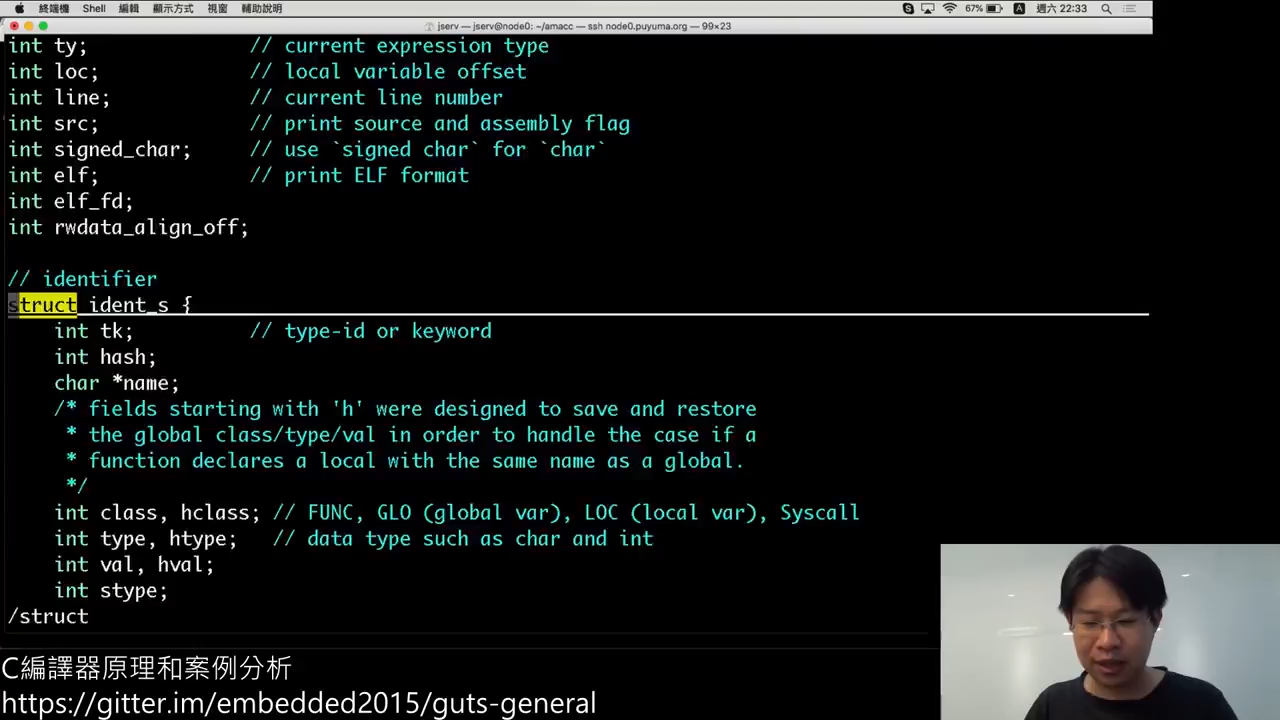 終端機 Shell 編輯 顯示方式 視窗 輔助說明 67% A 週六 22:33
jserv — jserv@node0: ~/amacc — ssh node0.puyuma.org — 99×23
int ty;          // current expression type
int loc;         // local variable offset
int line;        // current line number
int src;         // print source and assembly flag
int signed_char; // use `signed char` for `char`
int elf;         // print ELF format
int elf_fd;
int rwdata_align_off;
// identifier
struct ident_s {
    int tk;          // type-id or keyword
    int hash;
    char *name;
    /* fields starting with 'h' were designed to save and restore
     * the global class/type/val in order to handle the case if a
     * function declares a local with the same name as a global.
     */
    int class, hclass; // FUNC, GLO (global var), LOC (local var), Syscall
    int type, htype;   // data type such as char and int
    int val, hval;
    int stype;
/struct
C編譯器原理和案例分析
https://gitter.im/embedded2015/guts-general